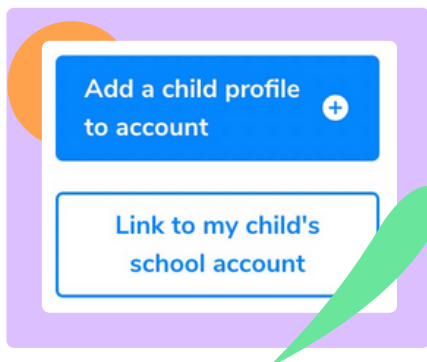 Add a child profile
to account
Link to my child's
school account